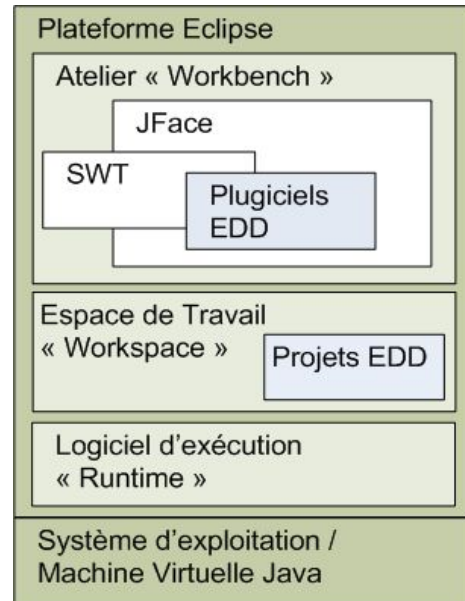 Plateforme Eclipse
Atelier « Workbench »
JFace
SWT
Plugiciels
EDD
Espace de Travail
« Workspace »
Projets EDD
Logiciel d'exécution
« Runtime »
Système d'exploitation /
Machine Virtuelle Java